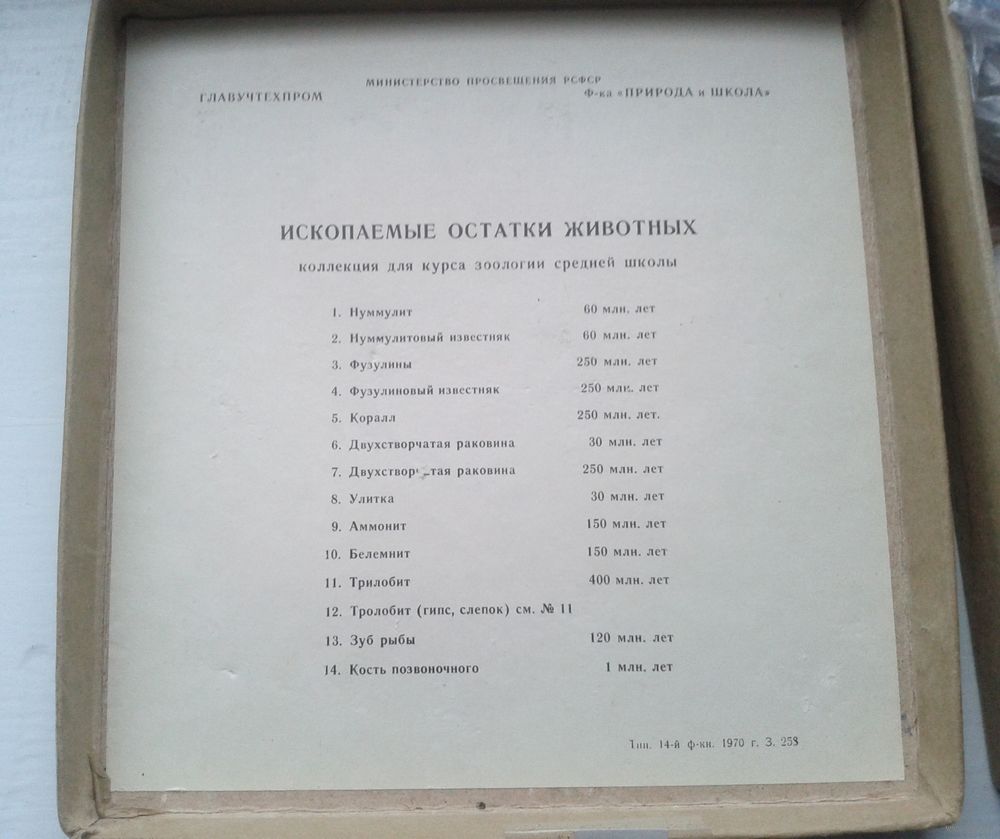 МИНИСТЕРСТВО ПРОСВЕЩЕНИЯ РСФСР
ГЛАВУЧТЕХПРОМ Ф-ка «ПРИРОДА и ШКОЛА»
ИСКОПАЕМЫЕ ОСТАТКИ ЖИВОТНЫХ
коллекция для курса зоологии средней школы
1. Нуммулит 60 млн. лет
2. Нуммулитовый известняк 60 млн. лет
3. Фузулины 250 млн. лет
4. Фузулиновый известняк 250 млн. лет
5. Коралл 250 млн. лет.
6. Двухстворчатая раковина 30 млн. лет
7. Двухстворчатая раковина 250 млн. лет
8. Улитка 30 млн. лет
9. Аммонит 150 млн. лет
10. Белемнит 150 млн. лет
11. Трилобит 400 млн. лет
12. Тролобит (гипс, слепок) см. № 11
13. Зуб рыбы 120 млн. лет
14. Кость позвоночного 1 млн. лет
Тип. 14-й ф-ки. 1970 г. З. 258